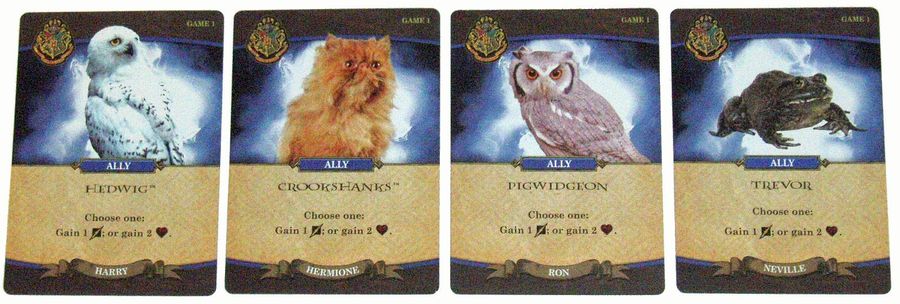 GAME 1
ALLY
HEDWIG™
Choose one:
Gain 1 ; or gain 2 .
HARRY
GAME 1
ALLY
CROOKSHANKS™
Choose one:
Gain 1 ; or gain 2 .
HERMIONE
GAME 1
ALLY
PIGWIDGEON
Choose one:
Gain 1 ; or gain 2 .
RON
GAME 1
ALLY
TREVOR
Choose one:
Gain 1 ; or gain 2 .
NEVILLE